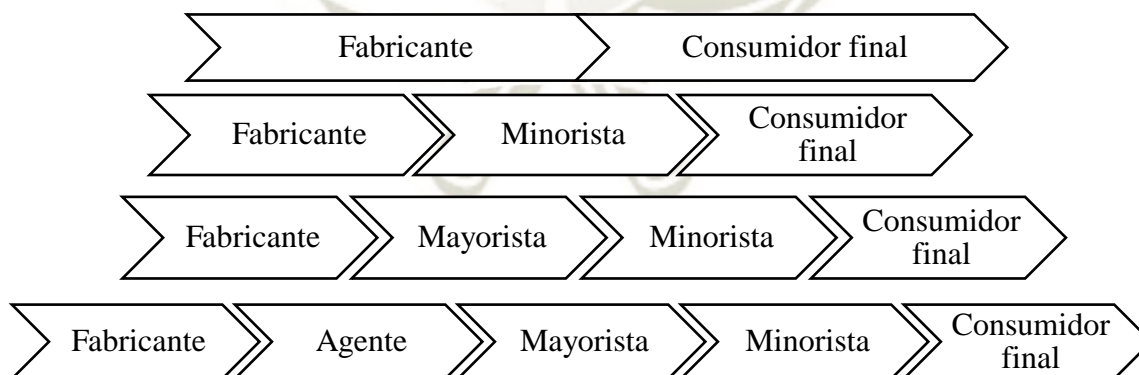 Fabricante Consumidor final
Fabricante Minorista Consumidor
final
Fabricante Mayorista Minorista Consumidor
final
Fabricante Agente Mayorista Minorista Consumidor
final